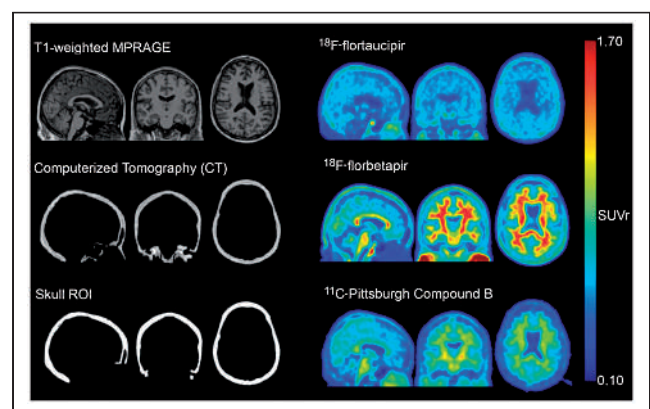 T1-weighted MPRAGE
Computerized Tomography (CT)
Skull ROI
18F-flortaucipir
18F-florbetapir
11C-Pittsburgh Compound B
1.70
SUVr
0.10